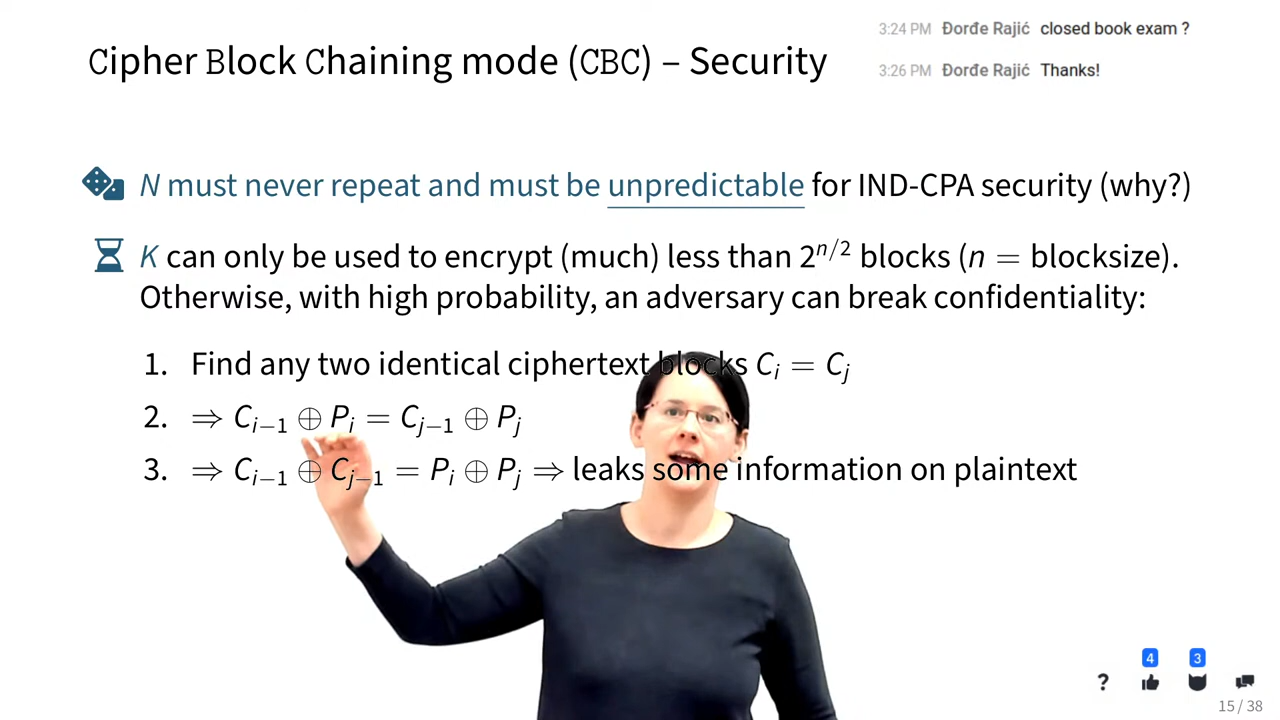 3:24 PM Đorđe Rajić closed book exam ?
Cipher Block Chaining mode (CBC) – Security
3:26 PM Đorđe Rajić Thanks!
N must never repeat and must be unpredictable for IND-CPA security (why?)
K can only be used to encrypt (much) less than 2^{n/2} blocks (n = blocksize).
Otherwise, with high probability, an adversary can break confidentiality:
1. Find any two identical ciphertext blocks C_i = C_j
2. ⇒ C_{i−1} ⊕ P_i = C_{j−1} ⊕ P_j
3. ⇒ C_{i−1} ⊕ C_{j−1} = P_i ⊕ P_j ⇒ leaks some information on plaintext
4 3
?
15 / 38